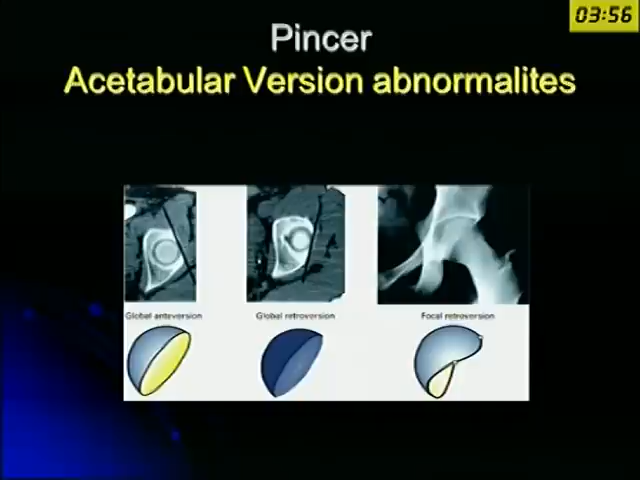 03:56
Pincer
Acetabular Version abnormalites
Global anteversion
Global retroversion
Focal retroversion